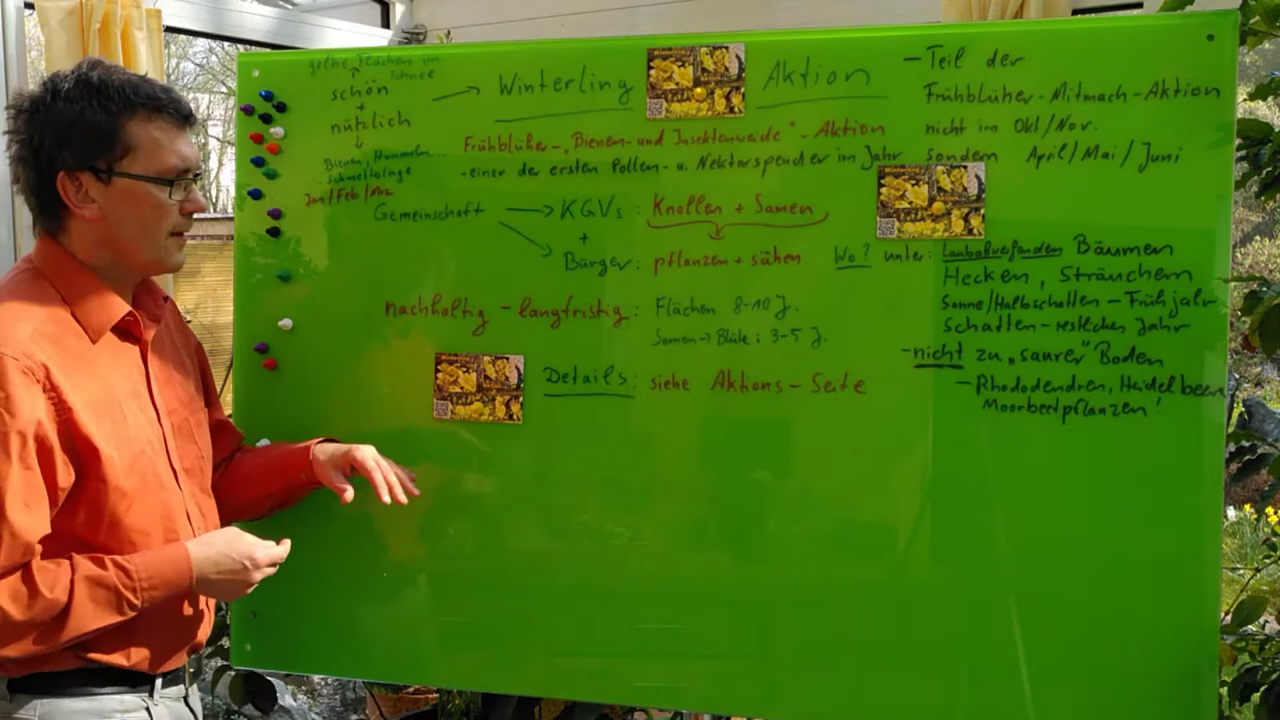 gelbe Flächen im
Schnee
schön
+
nützlich
Bienen, Hummeln...
Schmetterlinge
Jan/Feb/Mrz
→ Winterling
Winterling
Aktion
Frühblüher-„Bienen- und Insektenweide"-Aktion
- einer der ersten Pollen- u. Nektarspender im Jahr
- Teil der
Frühblüher-Mitmach-Aktion
nicht im Okt/Nov.
sondern April/Mai/Juni
Gemeinschaft → KGVs: Knollen + Samen
+
Bürger: pflanzen + sähen
Wo? unter: Laubabwerfenden Bäumen
Hecken, Sträuchern
Sonne/Halbschatten - Frühjahr
Schatten - restliches Jahr
- nicht zu „saurer" Boden
- Rhododendren, Heidelbeer
Moorbeetpflanzen!
nachhaltig - langfristig: Flächen 8-10 J.
Samen → Blüte: 3-5 J.
Winterling
Details: siehe Aktions-Seite